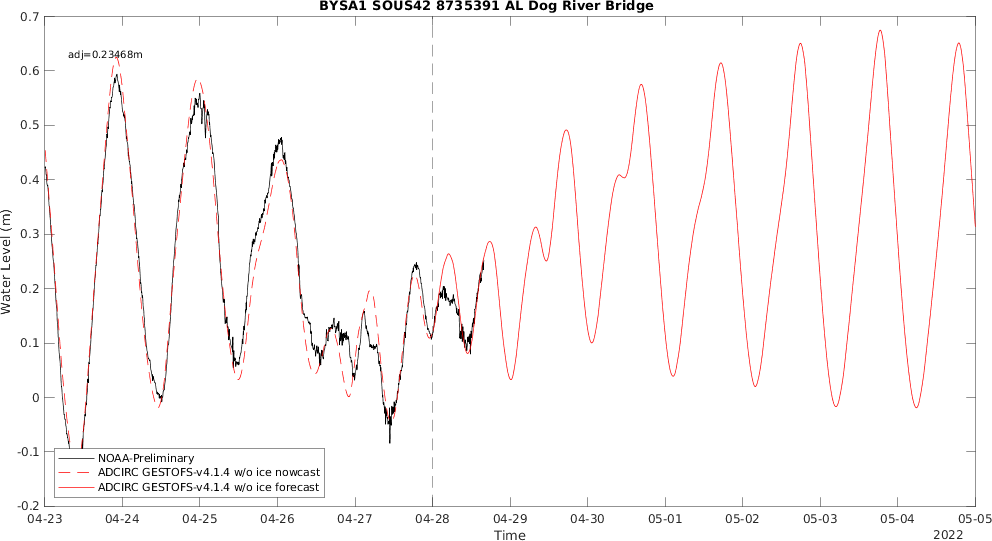 BYSA1 SOUS42 8735391 AL Dog River Bridge
adj=0.23468m
0.7
0.6
0.5
0.4
0.3
0.2
0.1
0
-0.1
-0.2
Water Level (m)
NOAA-Preliminary
ADCIRC GESTOFS-v4.1.4 w/o ice nowcast
ADCIRC GESTOFS-v4.1.4 w/o ice forecast
04-23 04-24 04-25 04-26 04-27 04-28 04-29 04-30 05-01 05-02 05-03 05-04 05-05
Time
2022